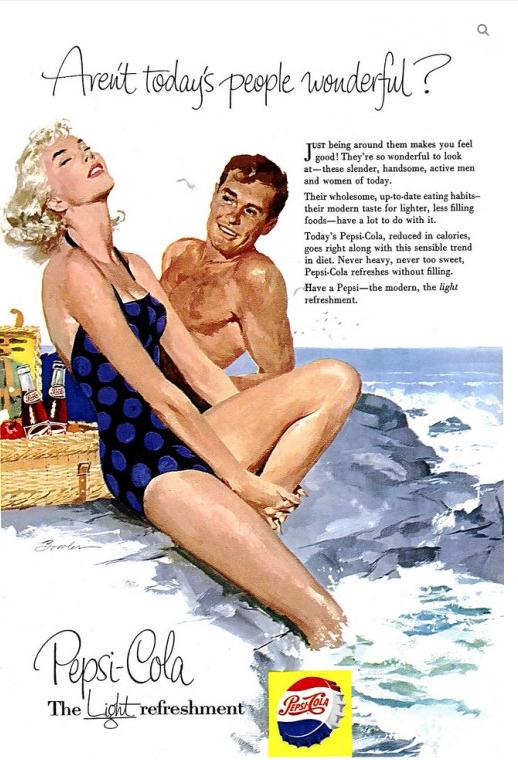 Aren't today's people wonderful?
JUST being around them makes you feel
good! They're so wonderful to look
at—these slender, handsome, active men
and women of today.
Their wholesome, up-to-date eating habits—
their modern taste for lighter, less filling
foods—have a lot to do with it.
Today's Pepsi-Cola, reduced in calories,
goes right along with this sensible trend
in diet. Never heavy, never too sweet,
Pepsi-Cola refreshes without filling.
Have a Pepsi—the modern, the light
refreshment.
Bowler
Pepsi-Cola
The Light refreshment
PEPSI-COLA